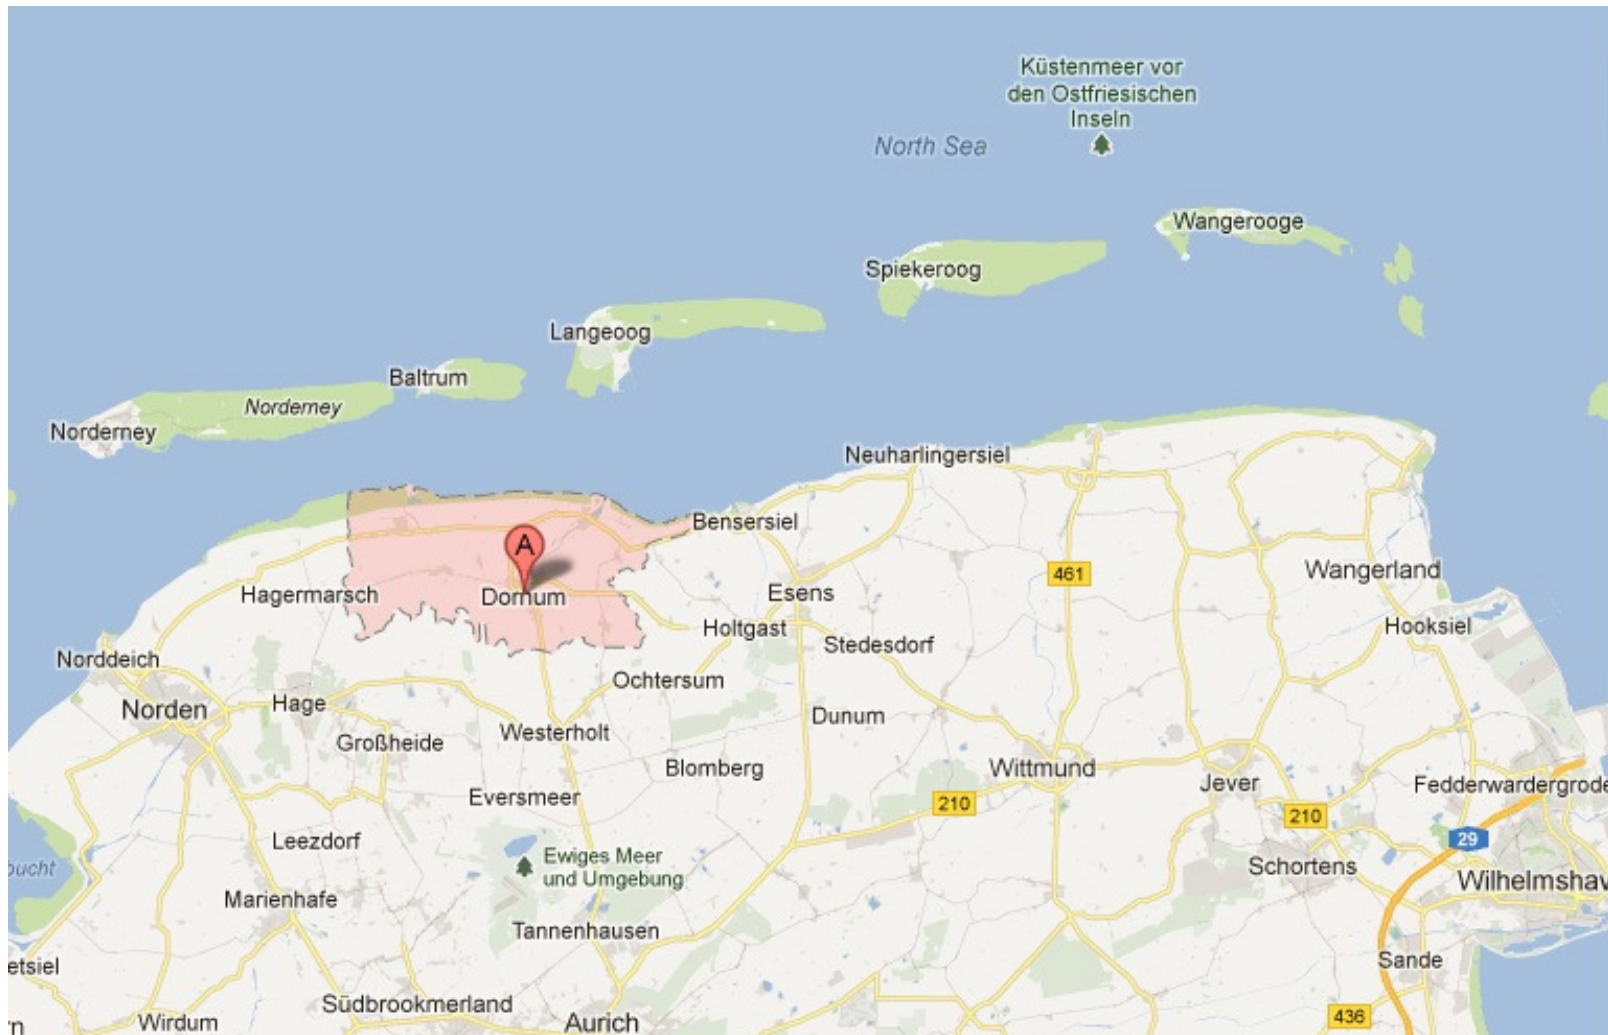 Küstenmeer vor
den Ostfriesischen
Inseln
North Sea
Wangerooge
Spiekeroog
Langeoog
Baltrum
Norderney
Norderney
Neuharlingersiel
Bensersiel
A
Wangerland
461
Hagermarsch
Dornum
Esens
Holtgast
Hooksiel
Stedesdorf
Norddeich
Ochtersum
Hage
Norden
Dunum
Westerholt
Großheide
Blomberg
Wittmund
Jever
Fedderwardergrode
Eversmeer
210
210
29
Leezdorf
Ewiges Meer
und Umgebung
bucht
Schortens
Wilhelmshav
Marienhafe
Tannenhausen
Sande
etsiel
Südbrookmerland
436
Wirdum
Aurich
n